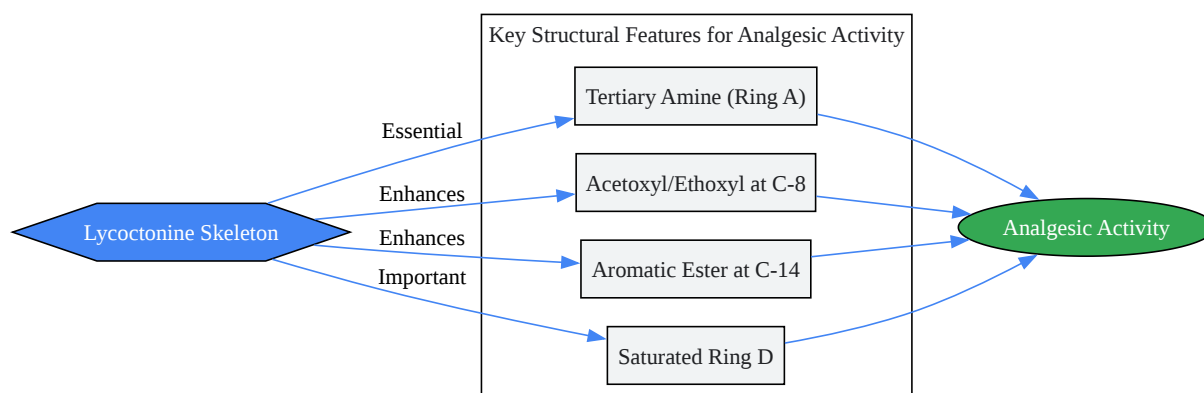 Key Structural Features for Analgesic Activity
Tertiary Amine (Ring A)
Essential
Acetoxyl/Ethoxyl at C-8
Enhances
Lycoctonine Skeleton
Analgesic Activity
Enhances
Aromatic Ester at C-14
Important
Saturated Ring D